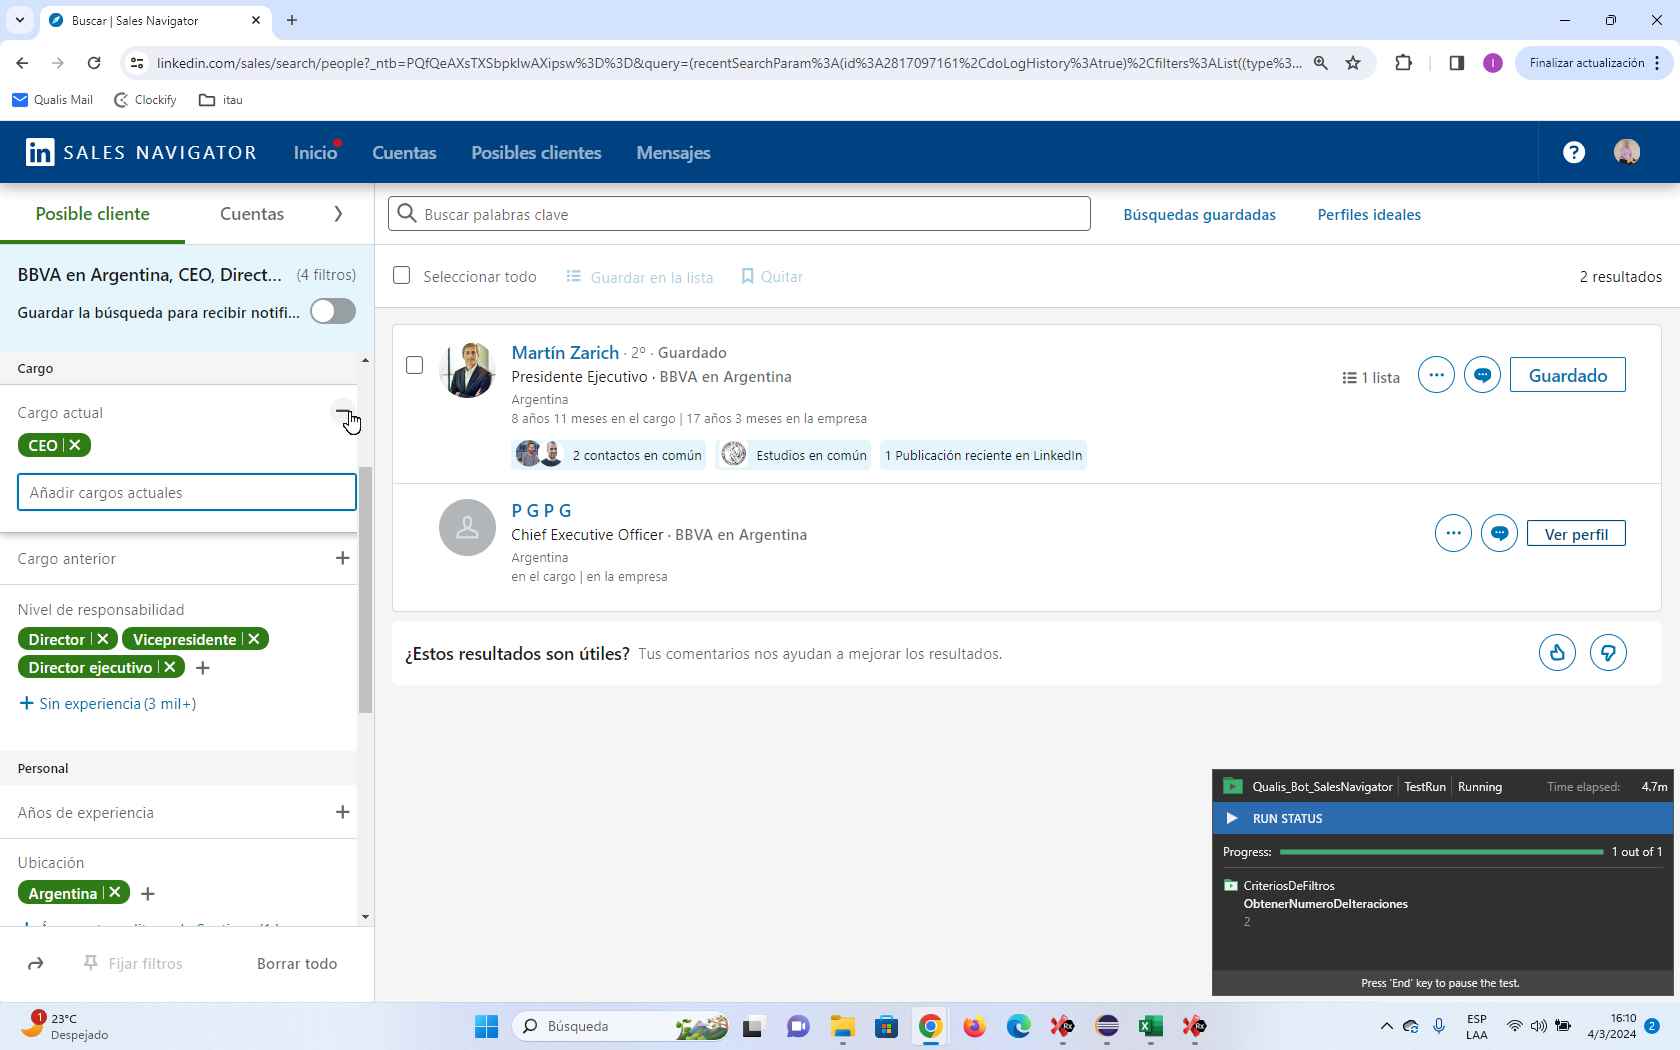 Buscar | Sales Navigator
linkedin.com/sales/search/people?_ntb=PQfQeAXsTXSbpklwAXipsw%3D%3D&query=(recentSearchParam%3A(id%3A2817097161%2CdoLogHistory%3Atrue)%2Cfilters%3AList((type%3...
Finalizar actualización
Qualis Mail
Clockify
itau
in SALES NAVIGATOR
Inicio
Cuentas
Posibles clientes
Mensajes
?
Posible cliente
Cuentas
Buscar palabras clave
Búsquedas guardadas
Perfiles ideales
BBVA en Argentina, CEO, Direct... (4 filtros)
Guardar la búsqueda para recibir notifi...
Seleccionar todo
Guardar en la lista
Quitar
2 resultados
Cargo
Cargo actual
CEO
Añadir cargos actuales
Cargo anterior
Nivel de responsabilidad
Director
Vicepresidente
Director ejecutivo
+ Sin experiencia (3 mil+)
Personal
Años de experiencia
Ubicación
Argentina
Fijar filtros
Borrar todo
Martín Zarich · 2º · Guardado
Presidente Ejecutivo · BBVA en Argentina
Argentina
8 años 11 meses en el cargo | 17 años 3 meses en la empresa
2 contactos en común
Estudios en común
1 Publicación reciente en LinkedIn
1 lista
Guardado
P G P G
Chief Executive Officer · BBVA en Argentina
Argentina
en el cargo | en la empresa
Ver perfil
¿Estos resultados son útiles? Tus comentarios nos ayudan a mejorar los resultados.
Qualis_Bot_SalesNavigator | TestRun | Running
Time elapsed: 4.7m
RUN STATUS
Progress: 1 out of 1
CriteriosDeFiltros
ObtenerNumeroDeIteraciones
2
Press 'End' key to pause the test.
1
23°C
Despejado
Búsqueda
ESP
LAA
16:10
4/3/2024
2